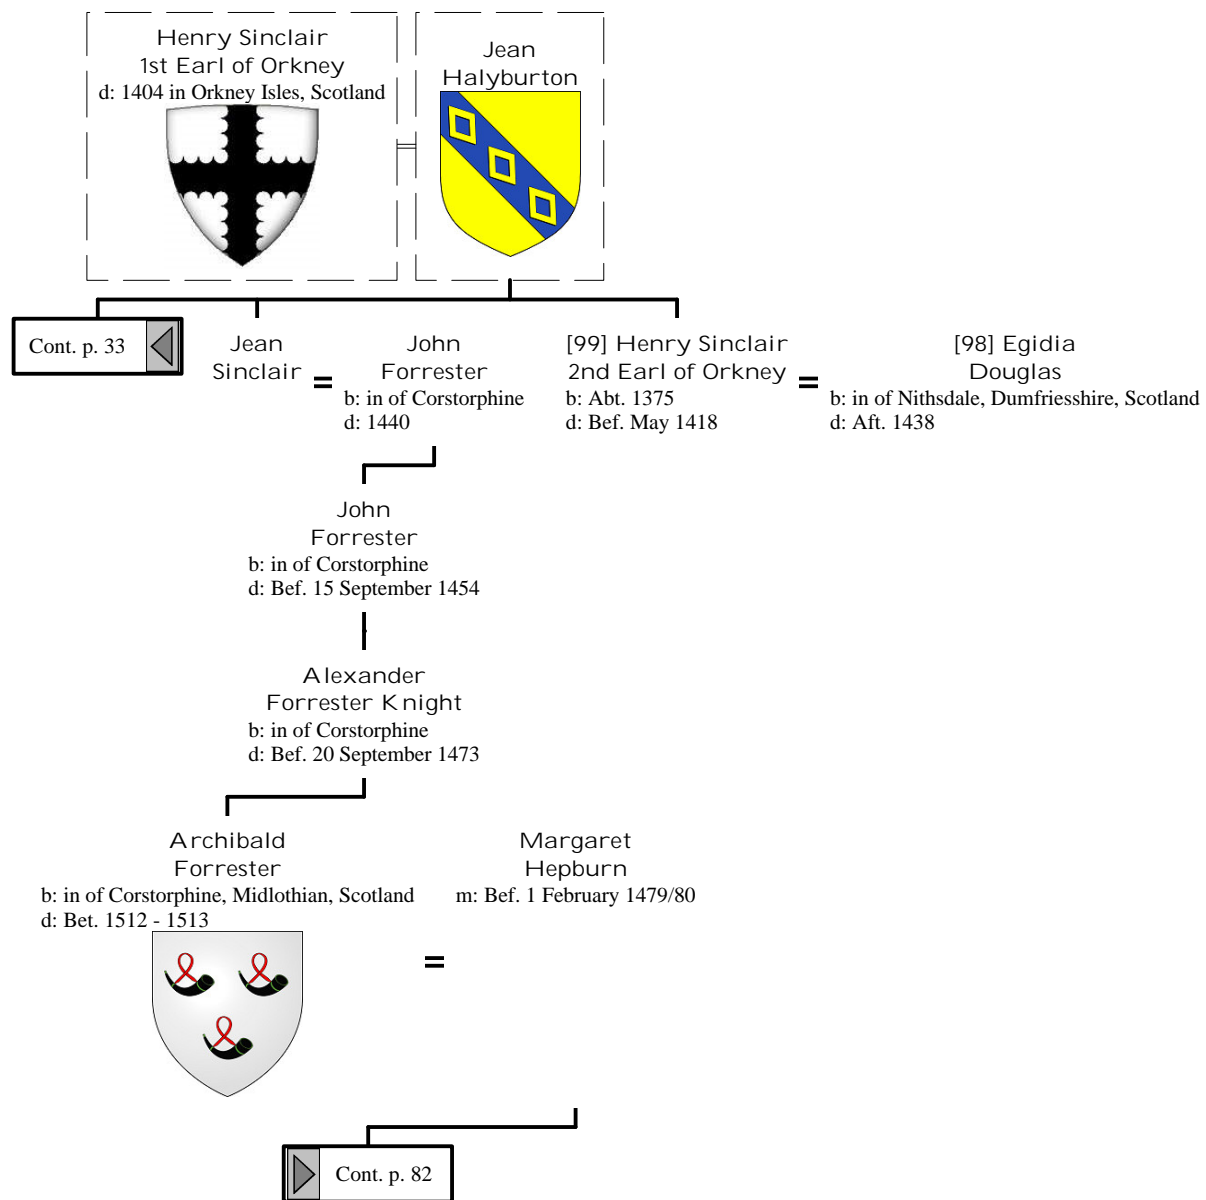 Henry Sinclair
1st Earl of Orkney
d: 1404 in Orkney Isles, Scotland
Jean
Halyburton
Cont. p. 33
Jean
Sinclair
=
John
Forrester
b: in of Corstorphine
d: 1440
[99] Henry Sinclair
2nd Earl of Orkney
b: Abt. 1375
d: Bef. May 1418
=
[98] Egidia
Douglas
b: in of Nithsdale, Dumfriesshire, Scotland
d: Aft. 1438
John
Forrester
b: in of Corstorphine
d: Bef. 15 September 1454
Alexander
Forrester Knight
b: in of Corstorphine
d: Bef. 20 September 1473
Archibald
Forrester
b: in of Corstorphine, Midlothian, Scotland
d: Bet. 1512 - 1513
=
Margaret
Hepburn
m: Bef. 1 February 1479/80
Cont. p. 82